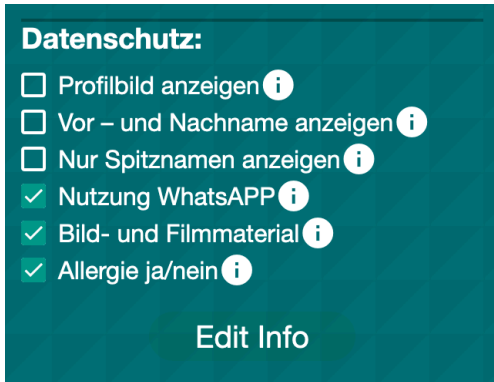 Datenschutz:
Profilbild anzeigen i
Vor – und Nachname anzeigen i
Nur Spitznamen anzeigen i
Nutzung WhatsAPP i
Bild- und Filmmaterial i
Allergie ja/nein i
Edit Info